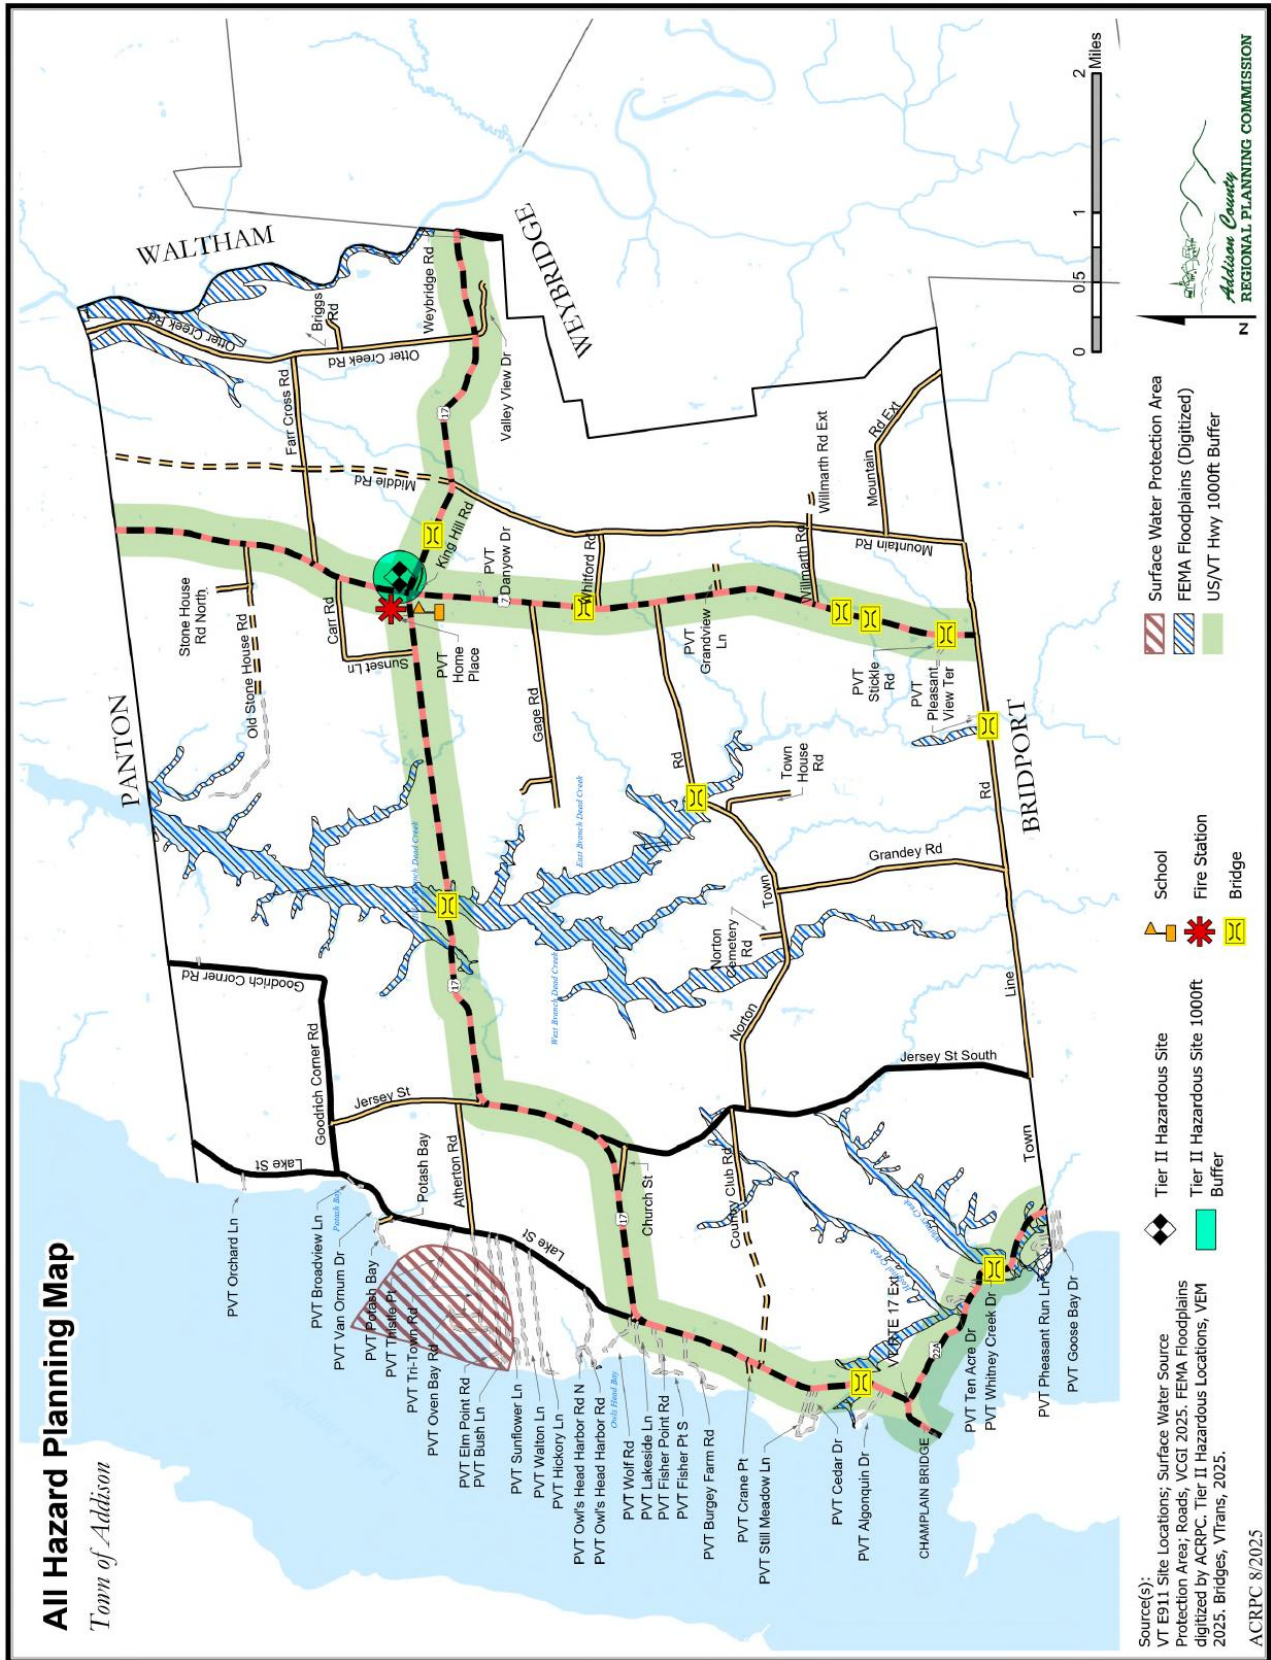 All Hazard Planning Map
Town of Addison
PANTON
WALTHAM
WEYBRIDGE
BRIDPORT
PVT Orchard Ln
Lake St
Goodrich Corner Rd
Goodrich Corner Rd
Jersey St
PVT Broadview Ln
Potash Bay
PVT Van Ornum Dr
Potash Bay
PVT Potash Bay
PVT Thistle Pt
PVT Tri-Town Rd
PVT Oven Bay Rd
Atherton Rd
PVT Elm Point Rd
PVT Bush Ln
PVT Sunflower Ln
PVT Walton Ln
PVT Hickory Ln
Lake St
PVT Owl's Head Harbor Rd N
PVT Owl's Head Harbor Rd
Owls Head Bay
PVT Wolf Rd
PVT Lakeside Ln
PVT Fisher Point Rd
PVT Fisher Pt S
PVT Burgey Farm Rd
PVT Crane Pt
PVT Still Meadow Ln
PVT Cedar Dr
PVT Algonquin Dr
CHAMPLAIN BRIDGE
PVT Ten Acre Dr
PVT Whitney Creek Dr
PVT Pheasant Run Ln
PVT Goose Bay Dr
17
17
17
22A
Church St
Country Club Rd
Jersey St South
Norton
Norton
Cemetery
Rd
Town
Rd
Town
House
Rd
Grandey Rd
Town
Line
Rd
West Branch Dead Creek
East Branch Dead Creek
Stone House
Rd North
Old Stone House Rd
Carr Rd
Sunset Ln
PVT
Home
Place
Gage Rd
PVT
Danyow Dr
King Hill Rd
Middle Rd
Farr Cross Rd
Otter Creek Rd
Briggs
Rd
Otter Creek Rd
Weybridge Rd
Valley View Dr
17
Whitford Rd
PVT
Grandview
Ln
Willmarth Rd
Willmarth Rd Ext
Mountain
Rd Ext
Mountain Rd
PVT
Stickle
Rd
PVT
Pleasant
View Ter
0 0.5 1 2
Miles
Source(s):
VT E911 Site Locations; Surface Water Source
Protection Area; Roads, VCGI 2025. FEMA Floodplains
digitized by ACRPC. Tier II Hazardous Locations, VEM
2025. Bridges, VTrans, 2025.
ACRPC 8/2025
Tier II Hazardous Site
Tier II Hazardous Site 1000ft
Buffer
School
Fire Station
Bridge
Surface Water Protection Area
FEMA Floodplains (Digitized)
US/VT Hwy 1000ft Buffer
N
Addison County
REGIONAL PLANNING COMMISSION